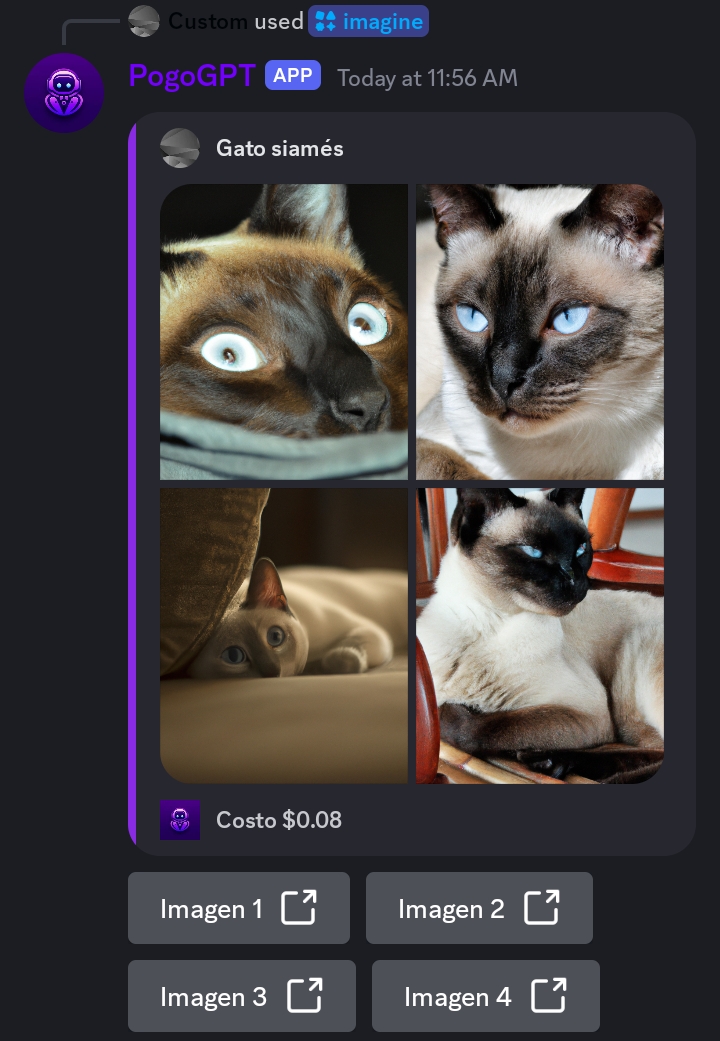 Custom used imagine
PogoGPT APP Today at 11:56 AM
Gato siamés
Costo $0.08
Imagen 1
Imagen 2
Imagen 3
Imagen 4